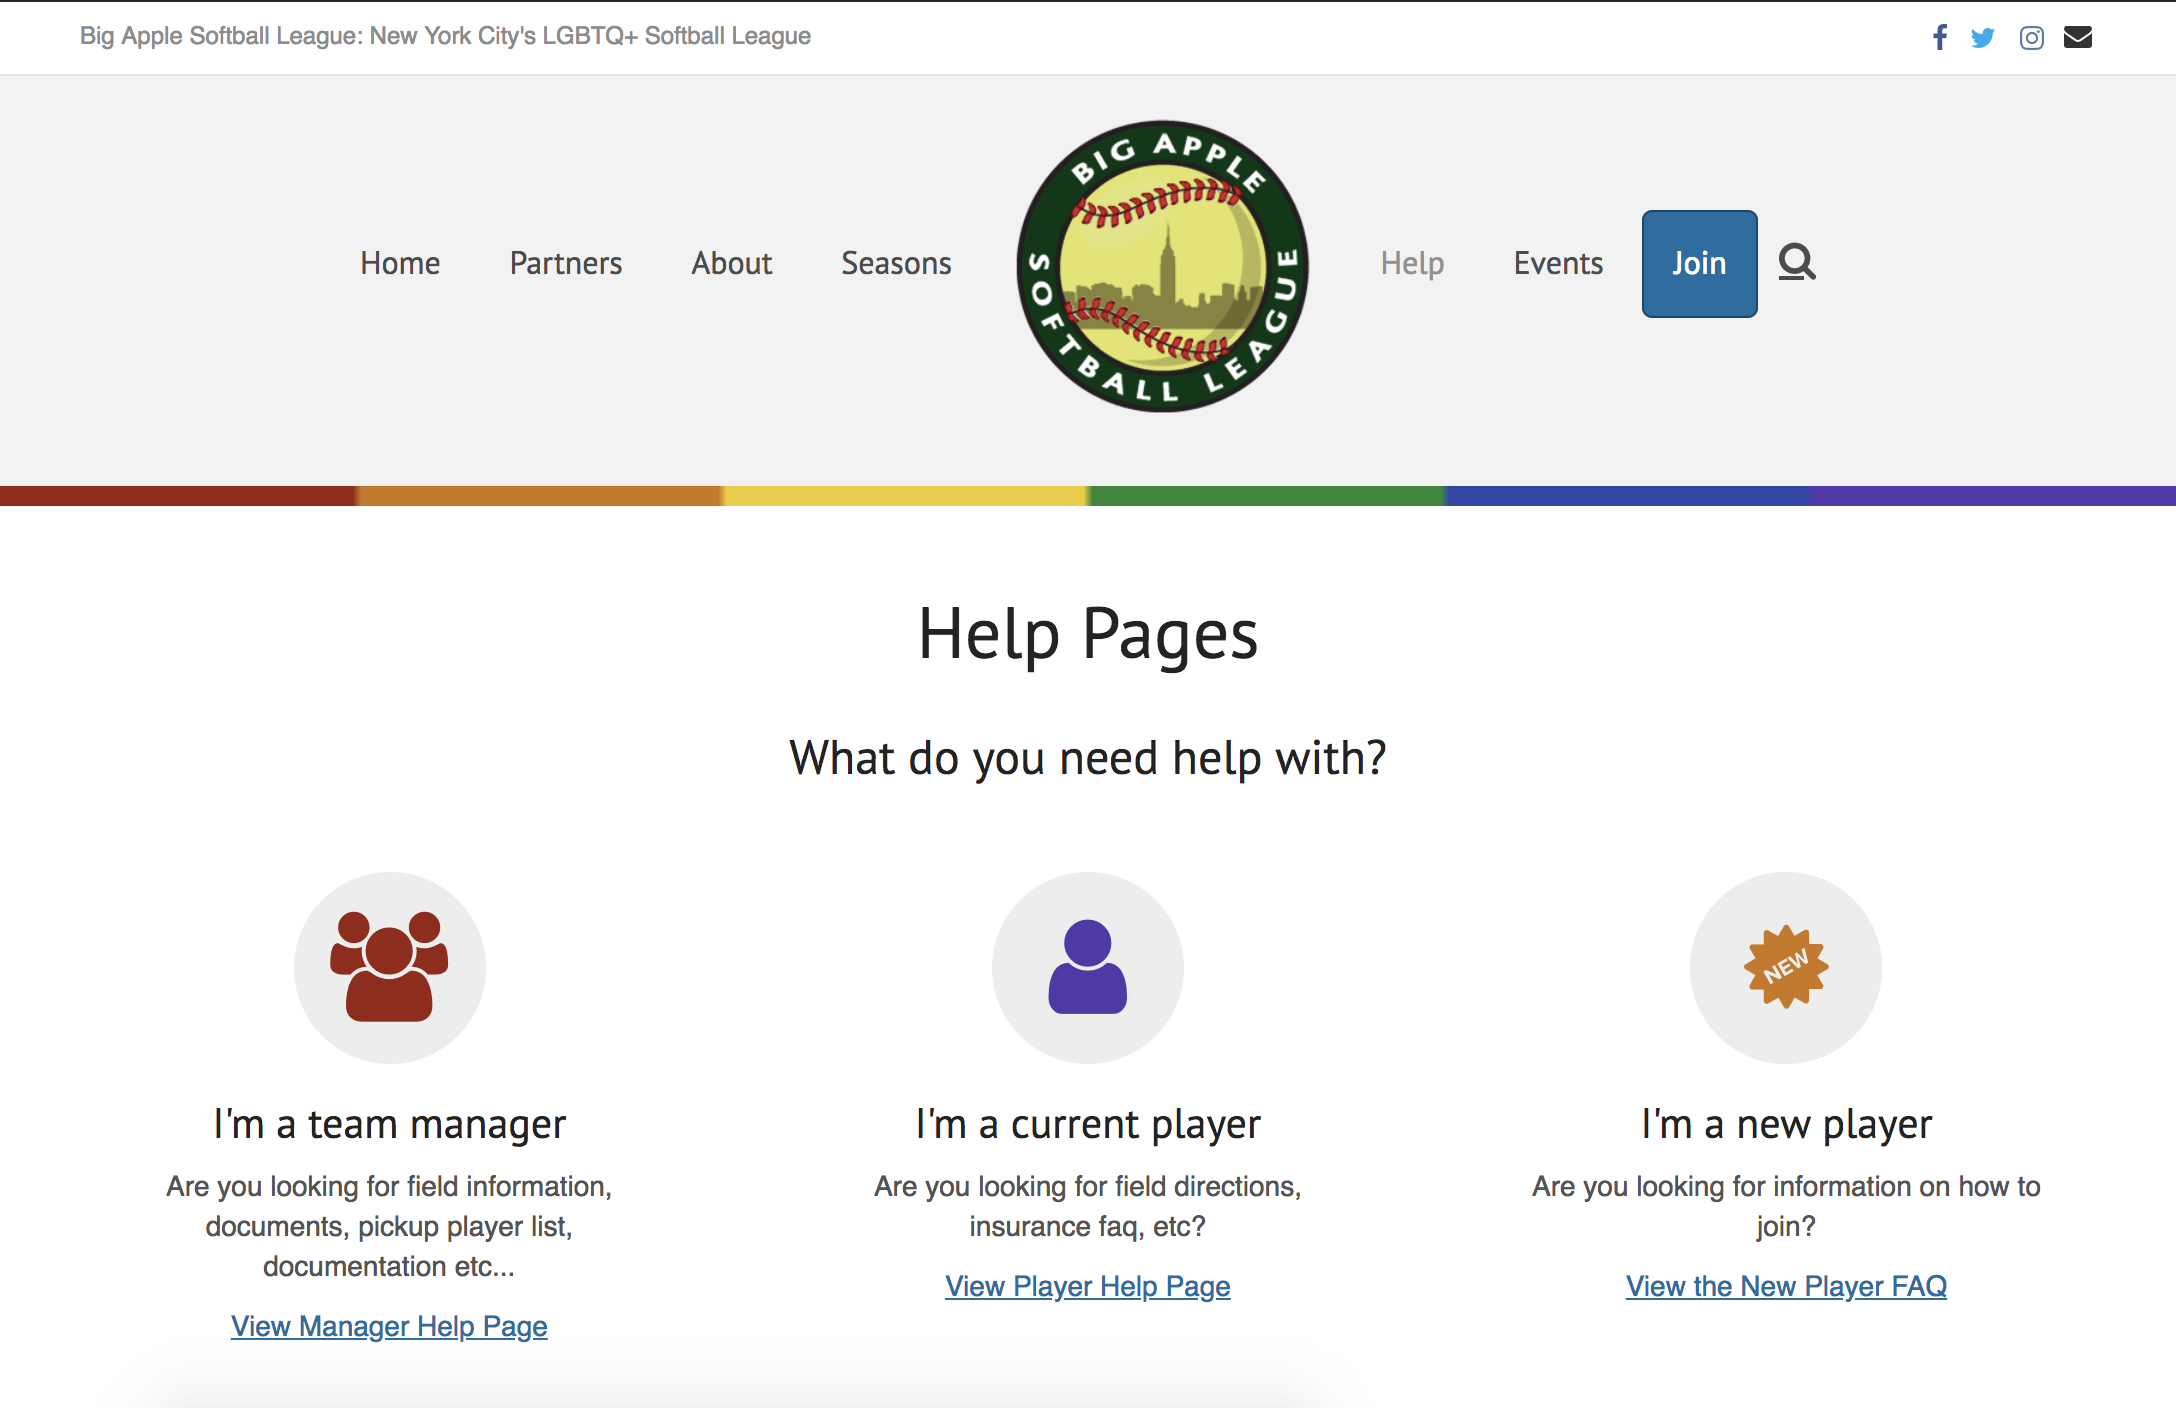 Big Apple Softball League: New York City's LGBTQ+ Softball League
Home Partners About Seasons
BIG APPLE
SOFTBALL LEAGUE
Help Events Join
Help Pages
What do you need help with?
I'm a team manager
Are you looking for field information,
documents, pickup player list,
documentation etc...
View Manager Help Page
I'm a current player
Are you looking for field directions,
insurance faq, etc?
View Player Help Page
NEW
I'm a new player
Are you looking for information on how to
join?
View the New Player FAQ